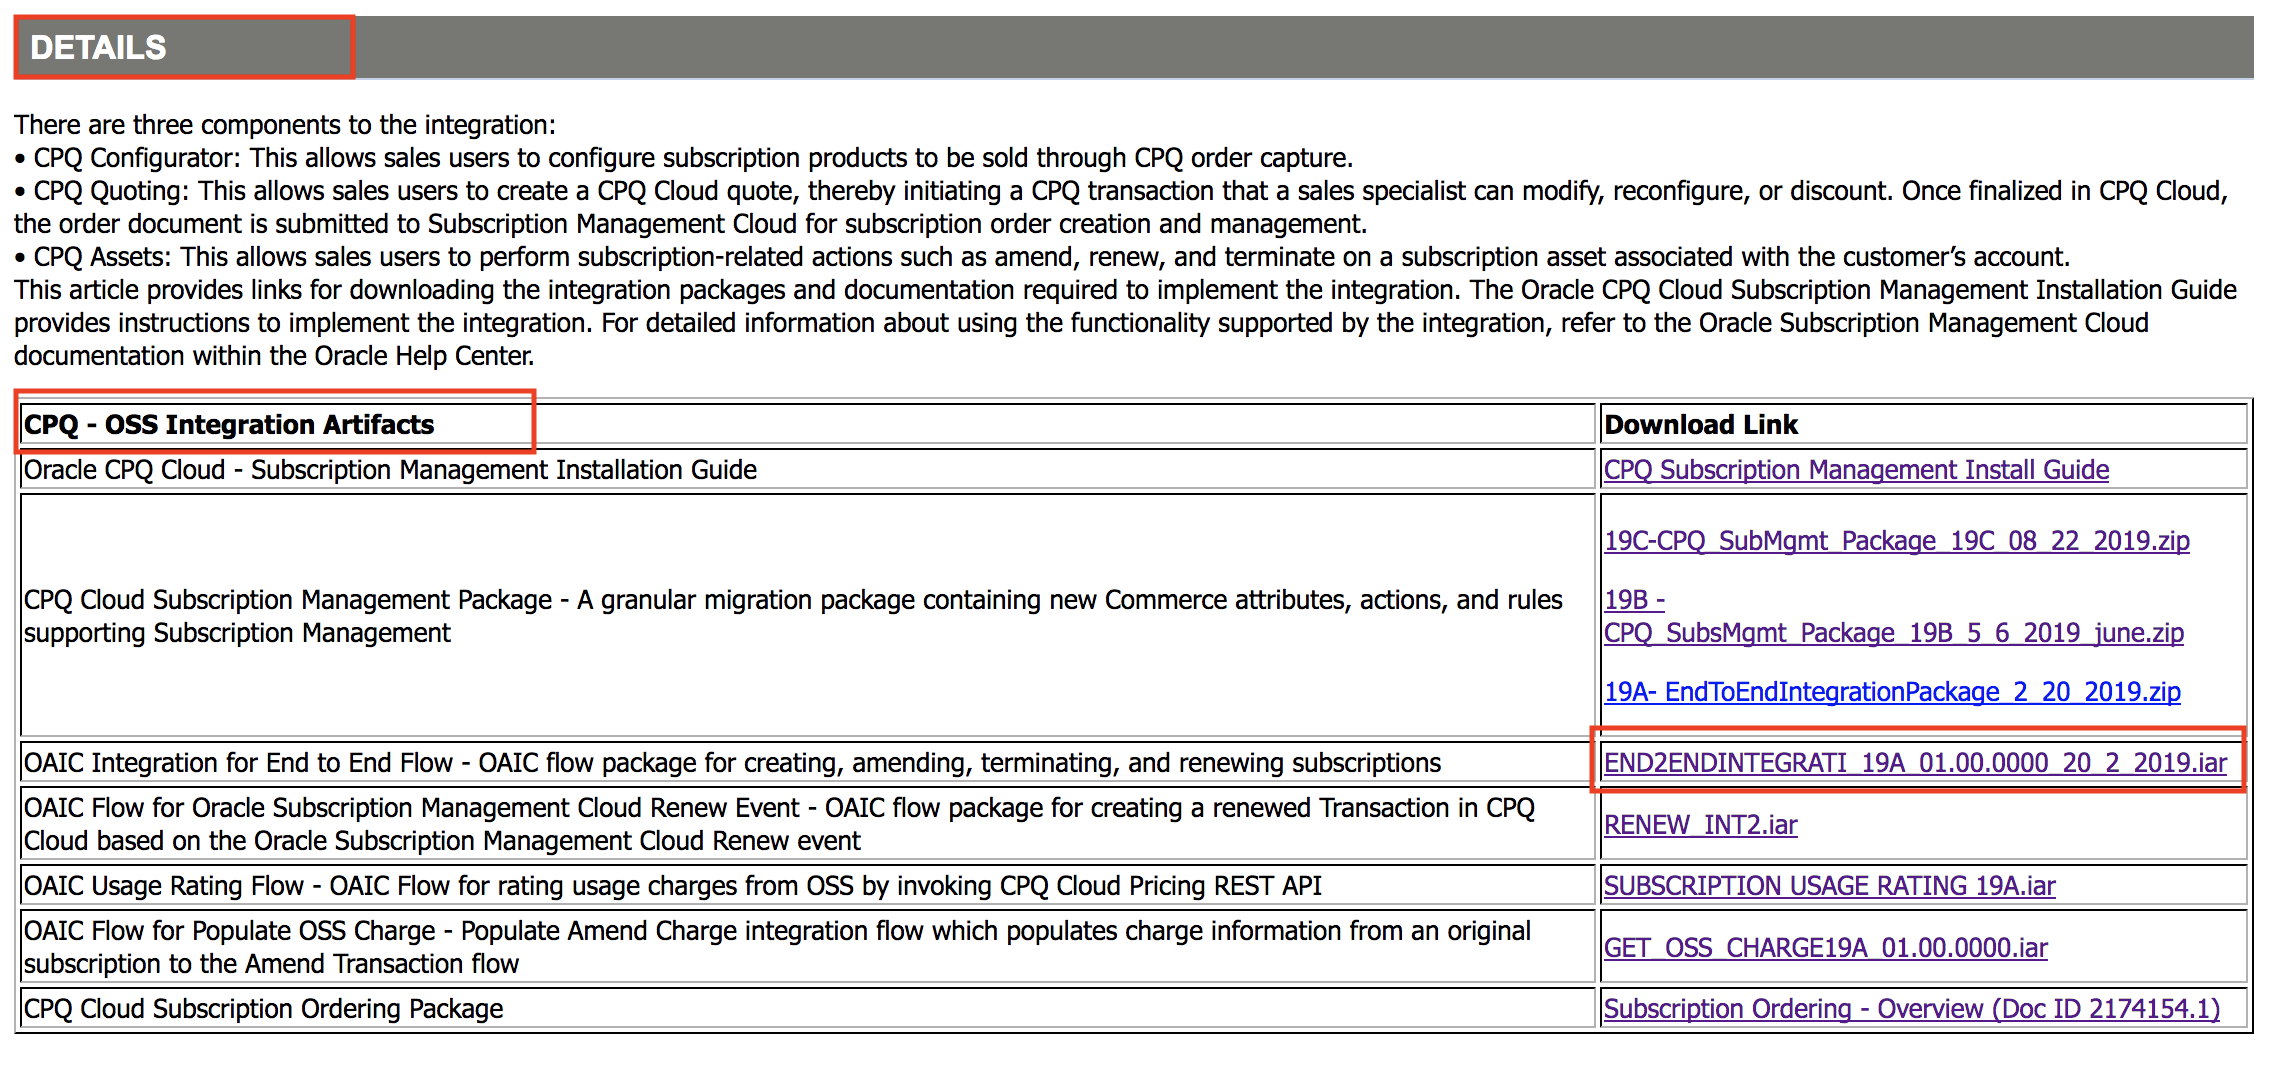 DETAILS
There are three components to the integration:
• CPQ Configurator: This allows sales users to configure subscription products to be sold through CPQ order capture.
• CPQ Quoting: This allows sales users to create a CPQ Cloud quote, thereby initiating a CPQ transaction that a sales specialist can modify, reconfigure, or discount. Once finalized in CPQ Cloud,
the order document is submitted to Subscription Management Cloud for subscription order creation and management.
• CPQ Assets: This allows sales users to perform subscription-related actions such as amend, renew, and terminate on a subscription asset associated with the customer’s account.
This article provides links for downloading the integration packages and documentation required to implement the integration. The Oracle CPQ Cloud Subscription Management Installation Guide
provides instructions to implement the integration. For detailed information about using the functionality supported by the integration, refer to the Oracle Subscription Management Cloud
documentation within the Oracle Help Center.
CPQ - OSS Integration Artifacts
Download Link
Oracle CPQ Cloud - Subscription Management Installation Guide
CPQ Subscription Management Install Guide
CPQ Cloud Subscription Management Package - A granular migration package containing new Commerce attributes, actions, and rules
supporting Subscription Management
19C-CPQ_SubMgmt_Package_19C_08_22_2019.zip
19B -
CPQ_SubsMgmt_Package_19B_5_6_2019_june.zip
19A- EndToEndIntegrationPackage_2_20_2019.zip
OAIC Integration for End to End Flow - OAIC flow package for creating, amending, terminating, and renewing subscriptions
END2ENDINTEGRATI_19A_01.00.0000_20_2_2019.iar
OAIC Flow for Oracle Subscription Management Cloud Renew Event - OAIC flow package for creating a renewed Transaction in CPQ
Cloud based on the Oracle Subscription Management Cloud Renew event
RENEW_INT2.iar
OAIC Usage Rating Flow - OAIC Flow for rating usage charges from OSS by invoking CPQ Cloud Pricing REST API
SUBSCRIPTION USAGE RATING 19A.iar
OAIC Flow for Populate OSS Charge - Populate Amend Charge integration flow which populates charge information from an original
subscription to the Amend Transaction flow
GET_OSS_CHARGE19A_01.00.0000.iar
CPQ Cloud Subscription Ordering Package
Subscription Ordering - Overview (Doc ID 2174154.1)